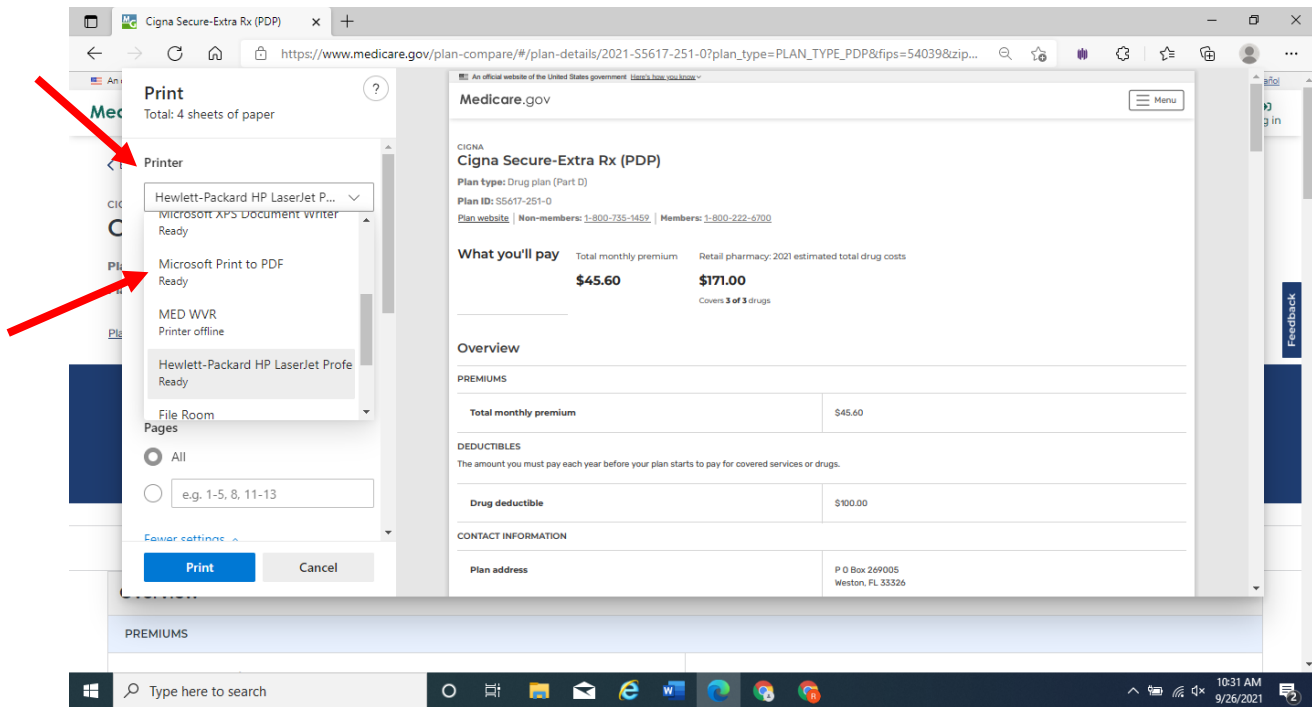 Cigna Secure-Extra Rx (PDP)
https://www.medicare.gov/plan-compare/#/plan-details/2021-S5617-251-0?plan_type=PLAN_TYPE_PDP&fips=54039&zip...
Print
Total: 4 sheets of paper
?
Printer
Hewlett-Packard HP LaserJet P...
Microsoft XPS Document Writer
Ready
Microsoft Print to PDF
Ready
MED WVR
Printer offline
Hewlett-Packard HP LaserJet Profe
Ready
File Room
Pages
All
e.g. 1-5, 8, 11-13
Fewer settings
Print Cancel
An official website of the United States government Here's how you know
Medicare.gov
Menu
CIGNA
Cigna Secure-Extra Rx (PDP)
Plan type: Drug plan (Part D)
Plan ID: S5617-251-0
Plan website | Non-members: 1-800-735-1459 | Members: 1-800-222-6700
What you'll pay
Total monthly premium
$45.60
Retail pharmacy: 2021 estimated total drug costs
$171.00
Covers 3 of 3 drugs
Overview
PREMIUMS
Total monthly premium $45.60
DEDUCTIBLES
The amount you must pay each year before your plan starts to pay for covered services or drugs.
Drug deductible $100.00
CONTACT INFORMATION
Plan address P O Box 269005
Weston, FL 33326
Feedback
PREMIUMS
Type here to search
10:31 AM
9/26/2021
2